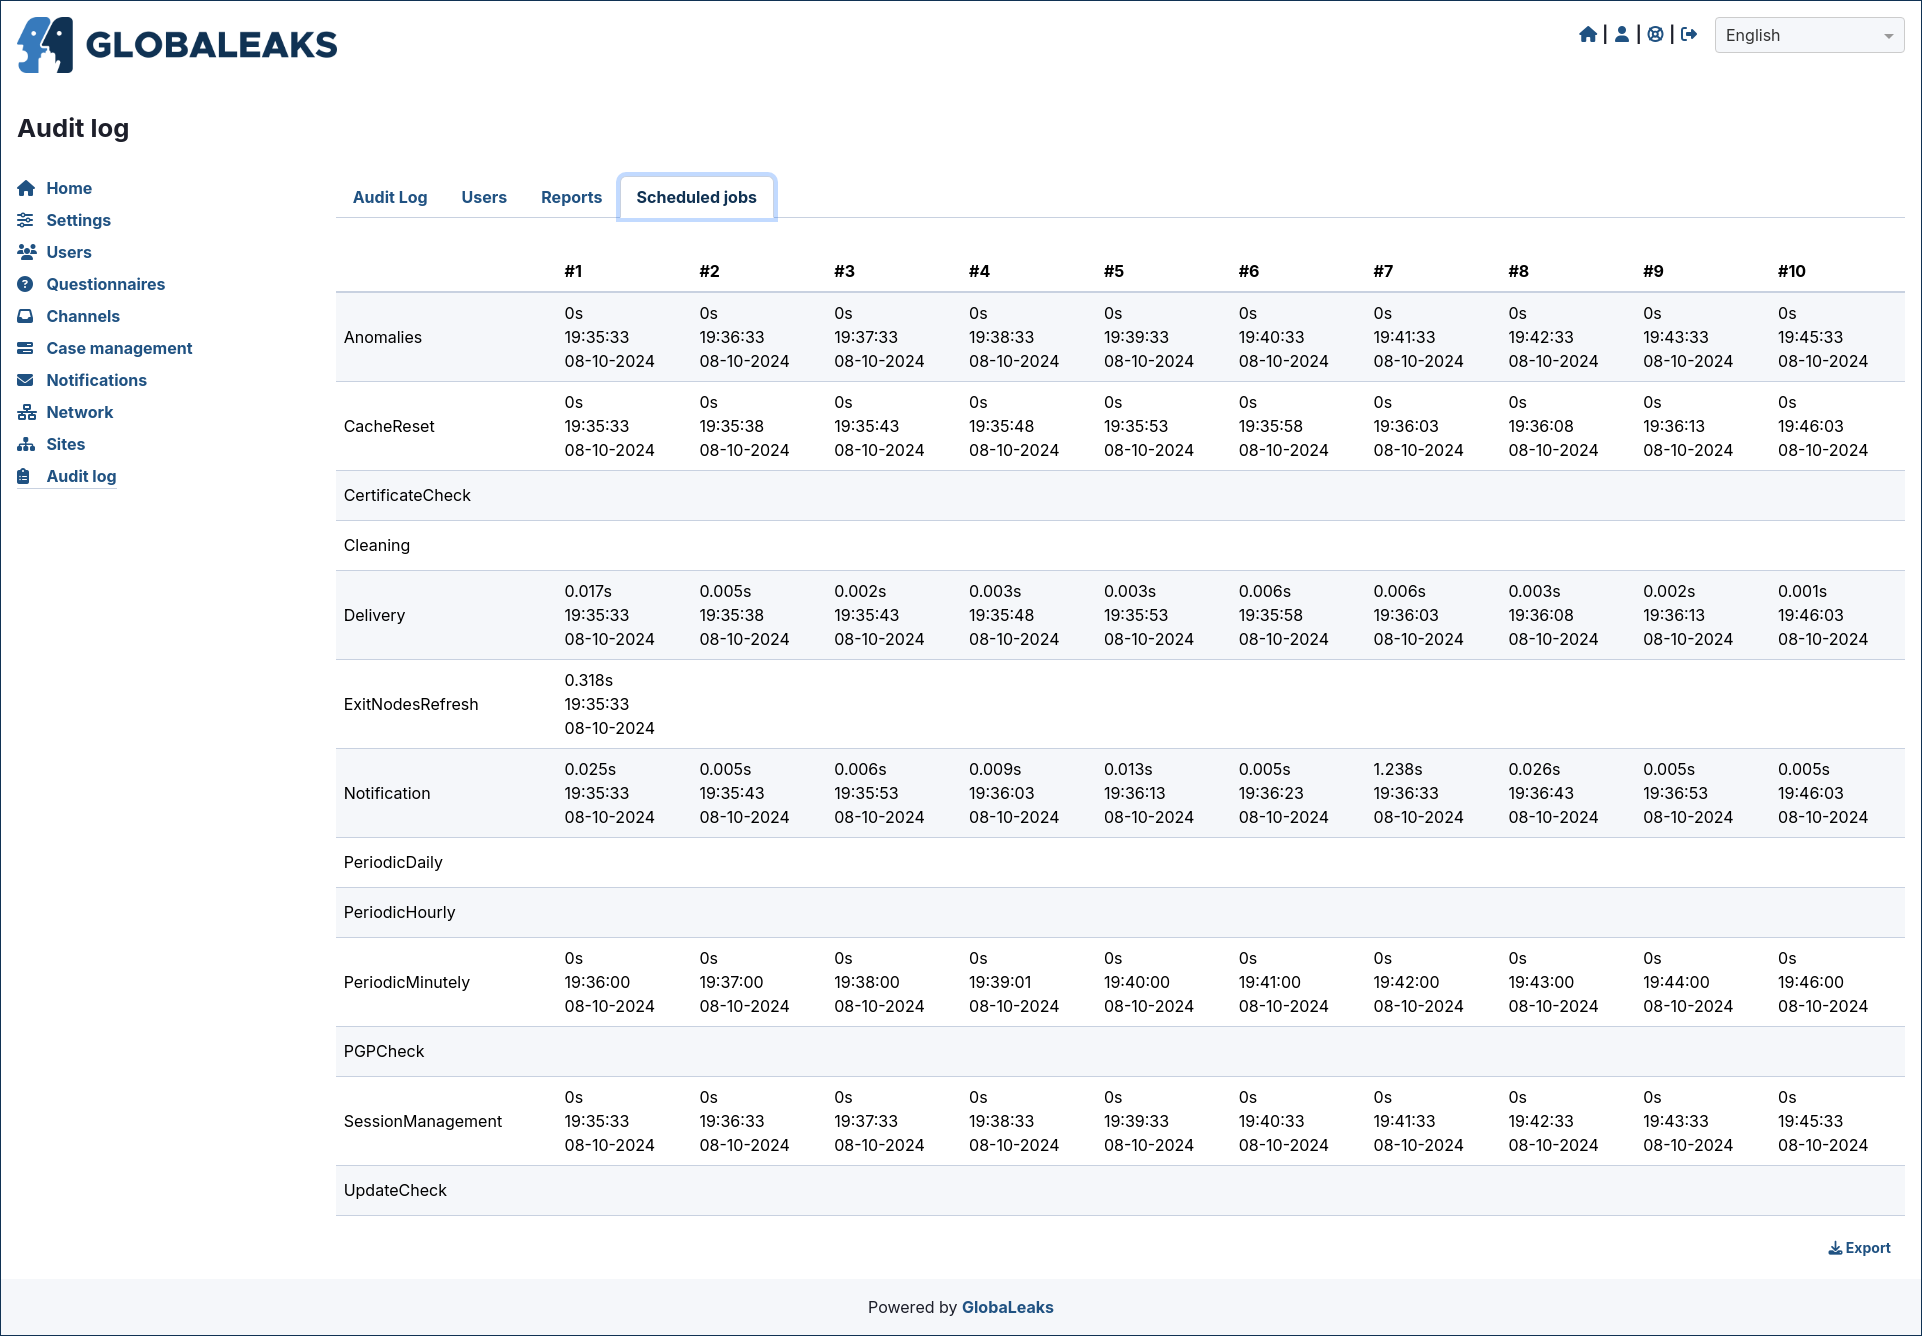 GLOBALEAKS
| | |
English
Audit log
Home
Settings
Users
Questionnaires
Channels
Case management
Notifications
Network
Sites
Audit log
Audit Log Users Reports Scheduled jobs
#1 #2 #3 #4 #5 #6 #7 #8 #9 #10
Anomalies
0s 0s 0s 0s 0s 0s 0s 0s 0s 0s
19:35:33 19:36:33 19:37:33 19:38:33 19:39:33 19:40:33 19:41:33 19:42:33 19:43:33 19:45:33
08-10-2024 08-10-2024 08-10-2024 08-10-2024 08-10-2024 08-10-2024 08-10-2024 08-10-2024 08-10-2024 08-10-2024
CacheReset
0s 0s 0s 0s 0s 0s 0s 0s 0s 0s
19:35:33 19:35:38 19:35:43 19:35:48 19:35:53 19:35:58 19:36:03 19:36:08 19:36:13 19:46:03
08-10-2024 08-10-2024 08-10-2024 08-10-2024 08-10-2024 08-10-2024 08-10-2024 08-10-2024 08-10-2024 08-10-2024
CertificateCheck
Cleaning
Delivery
0.017s 0.005s 0.002s 0.003s 0.003s 0.006s 0.006s 0.003s 0.002s 0.001s
19:35:33 19:35:38 19:35:43 19:35:48 19:35:53 19:35:58 19:36:03 19:36:08 19:36:13 19:46:03
08-10-2024 08-10-2024 08-10-2024 08-10-2024 08-10-2024 08-10-2024 08-10-2024 08-10-2024 08-10-2024 08-10-2024
ExitNodesRefresh
0.318s
19:35:33
08-10-2024
Notification
0.025s 0.005s 0.006s 0.009s 0.013s 0.005s 1.238s 0.026s 0.005s 0.005s
19:35:33 19:35:43 19:35:53 19:36:03 19:36:13 19:36:23 19:36:33 19:36:43 19:36:53 19:46:03
08-10-2024 08-10-2024 08-10-2024 08-10-2024 08-10-2024 08-10-2024 08-10-2024 08-10-2024 08-10-2024 08-10-2024
PeriodicDaily
PeriodicHourly
PeriodicMinutely
0s 0s 0s 0s 0s 0s 0s 0s 0s 0s
19:36:00 19:37:00 19:38:00 19:39:01 19:40:00 19:41:00 19:42:00 19:43:00 19:44:00 19:46:00
08-10-2024 08-10-2024 08-10-2024 08-10-2024 08-10-2024 08-10-2024 08-10-2024 08-10-2024 08-10-2024 08-10-2024
PGPCheck
SessionManagement
0s 0s 0s 0s 0s 0s 0s 0s 0s 0s
19:35:33 19:36:33 19:37:33 19:38:33 19:39:33 19:40:33 19:41:33 19:42:33 19:43:33 19:45:33
08-10-2024 08-10-2024 08-10-2024 08-10-2024 08-10-2024 08-10-2024 08-10-2024 08-10-2024 08-10-2024 08-10-2024
UpdateCheck
Export
Powered by GlobaLeaks